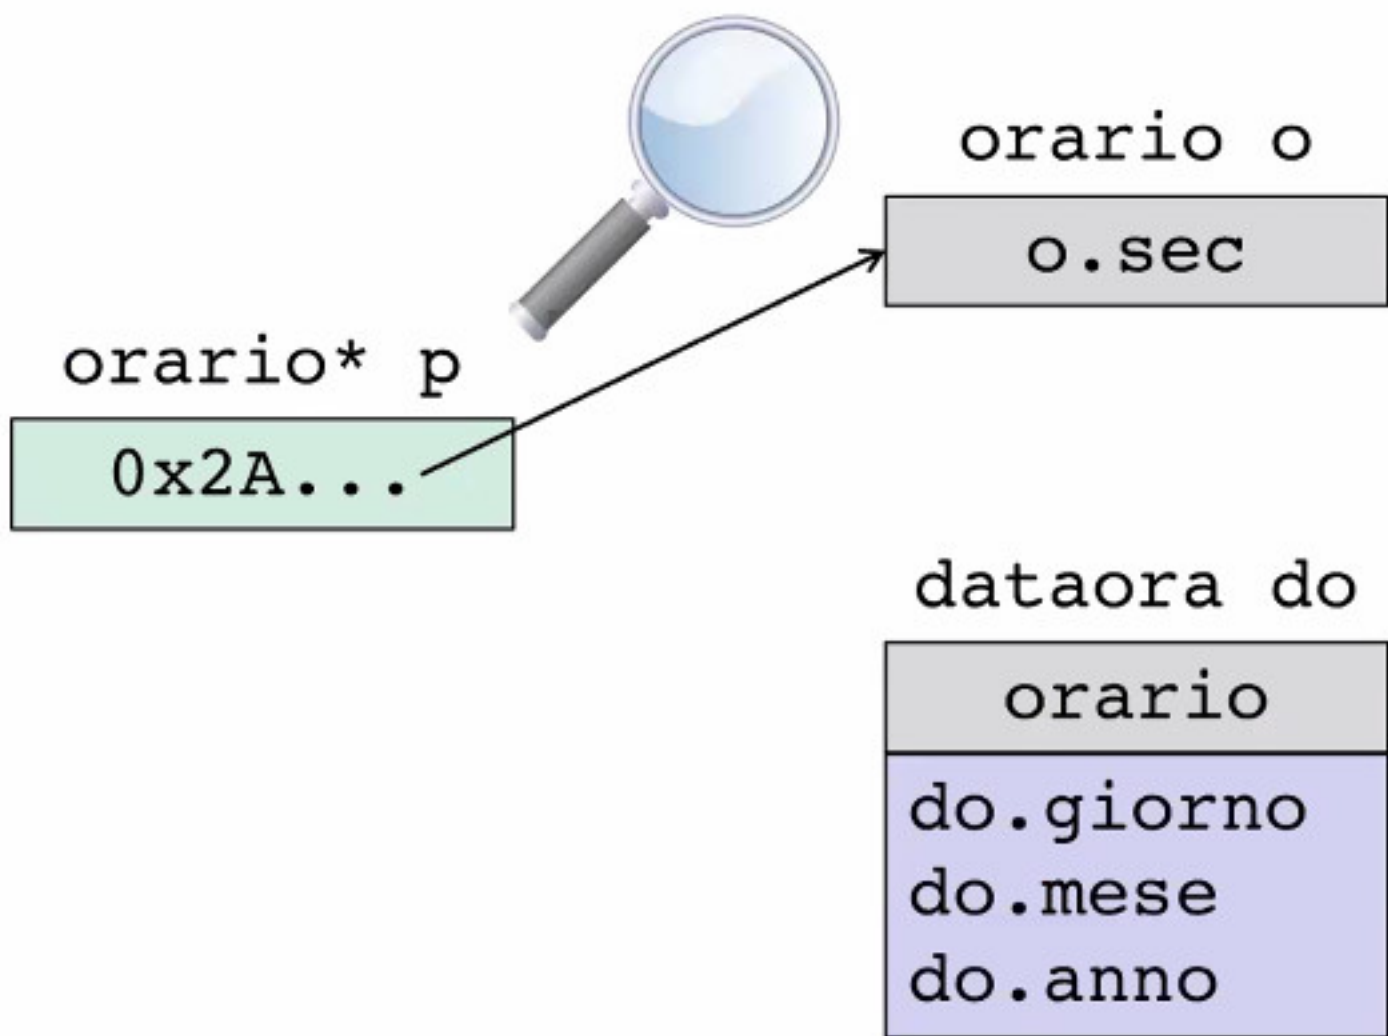 orario o
o.sec
orario* p
0x2A...
dataora do
orario
do.giorno
do.mese
do.anno